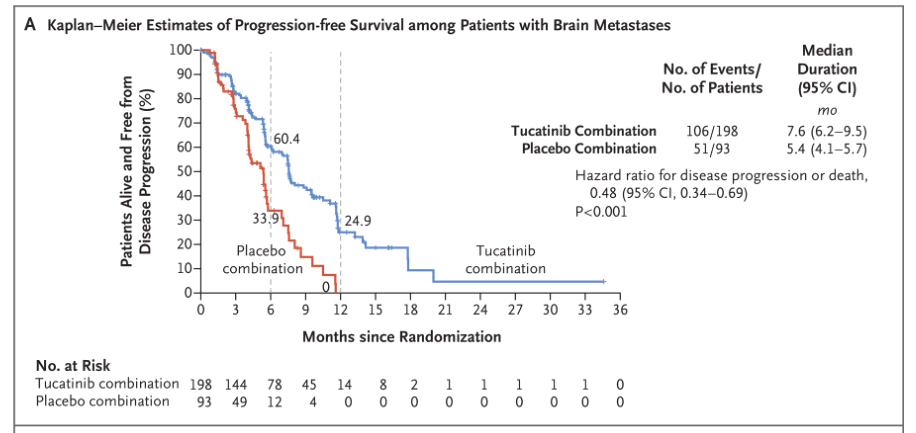 A Kaplan–Meier Estimates of Progression-free Survival among Patients with Brain Metastases
Patients Alive and Free from
Disease Progression (%)
100
90
80
70
60
50
40
30
20
10
0
60.4
33.9
24.9
0
Placebo
combination
Tucatinib
combination
0 3 6 9 12 15 18 21 24 27 30 33 36
Months since Randomization
No. of Events/
No. of Patients
Median
Duration
(95% CI)
mo
Tucatinib Combination 106/198 7.6 (6.2–9.5)
Placebo Combination 51/93 5.4 (4.1–5.7)
Hazard ratio for disease progression or death,
0.48 (95% CI, 0.34–0.69)
P<0.001
No. at Risk
Tucatinib combination 198 144 78 45 14 8 2 1 1 1 1 1 0
Placebo combination 93 49 12 4 0 0 0 0 0 0 0 0 0